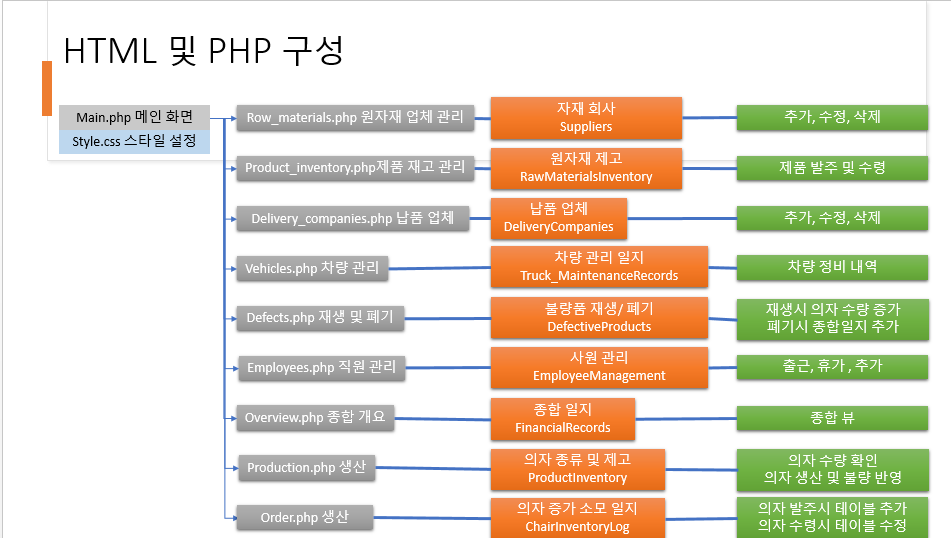 HTML 및 PHP 구성
Main.php 메인 화면
Style.css 스타일 설정
Row_materials.php 원자재 업체 관리
자재 회사
Suppliers
추가, 수정, 삭제
Product_inventory.php제품 재고 관리
원자재 제고
RawMaterialsInventory
제품 발주 및 수령
Delivery_companies.php 납품 업체
납품 업체
DeliveryCompanies
추가, 수정, 삭제
Vehicles.php 차량 관리
차량 관리 일지
Truck_MaintenanceRecords
차량 정비 내역
Defects.php 재생 및 폐기
불량품 재생/ 폐기
DefectiveProducts
재생시 의자 수량 증가
폐기시 종합일지 추가
Employees.php 직원 관리
사원 관리
EmployeeManagement
출근, 휴가 , 추가
Overview.php 종합 개요
종합 일지
FinancialRecords
종합 뷰
Production.php 생산
의자 종류 및 제고
ProductInventory
의자 수량 확인
의자 생산 및 불량 반영
Order.php 생산
의자 증가 소모 일지
ChairInventoryLog
의자 발주시 테이블 추가
의자 수령시 테이블 수정